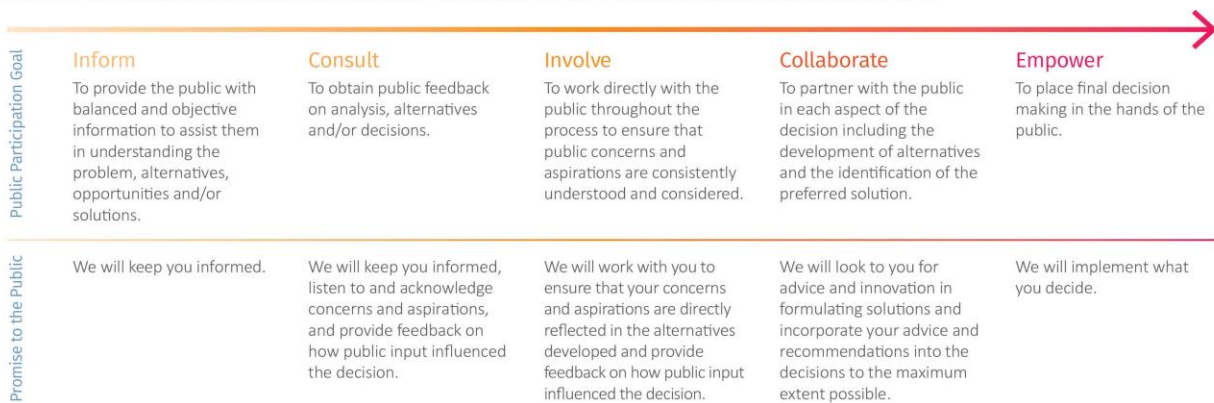 Inform
To provide the public with
balanced and objective
information to assist them
in understanding the
problem, alternatives,
opportunities and/or
solutions.
Consult
To obtain public feedback
on analysis, alternatives
and/or decisions.
Involve
To work directly with the
public throughout the
process to ensure that
public concerns and
aspirations are consistently
understood and considered.
Collaborate
To partner with the public
in each aspect of the
decision including the
development of alternatives
and the identification of the
preferred solution.
Empower
To place final decision
making in the hands of the
public.
Public Participation Goal
We will keep you informed.
We will keep you informed,
listen to and acknowledge
concerns and aspirations,
and provide feedback on
how public input influenced
the decision.
We will work with you to
ensure that your concerns
and aspirations are directly
reflected in the alternatives
developed and provide
feedback on how public input
influenced the decision.
We will look to you for
advice and innovation in
formulating solutions and
incorporate your advice and
recommendations into the
decisions to the maximum
extent possible.
We will implement what
you decide.
Promise to the Public